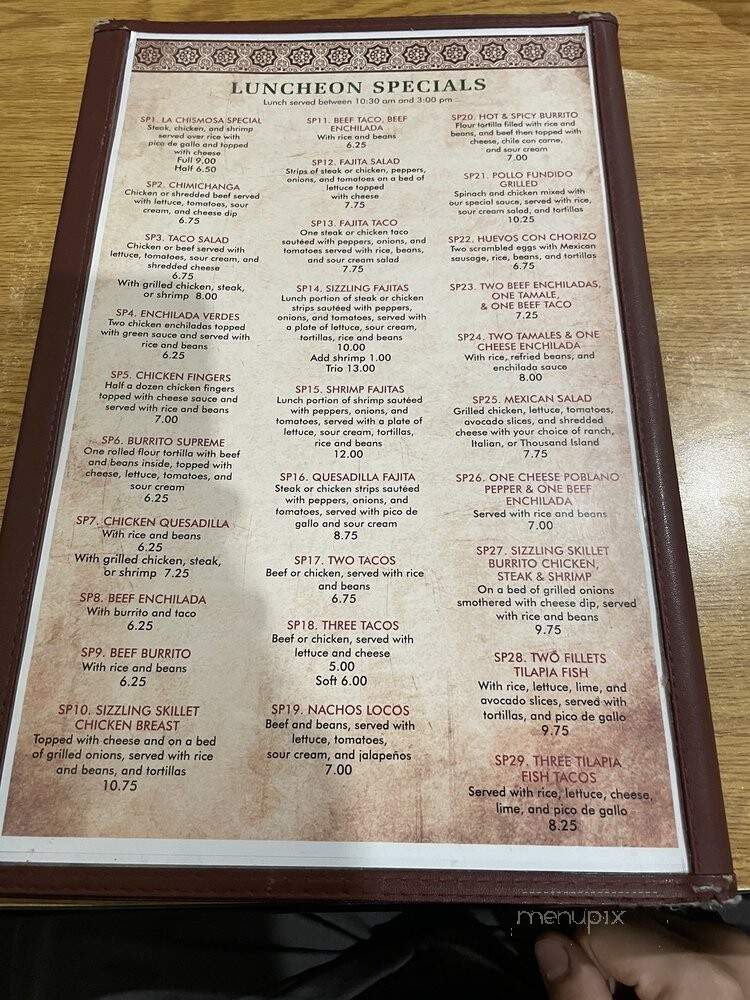 LUNCHEON SPECIALS
Lunch served between 10:30 am and 3:00 pm
SP1. LA CHISMOSA SPECIAL
Steak, chicken, and shrimp
served over rice with
pico de gallo and topped
with cheese
Full 9.00
Half 6.50
SP2. CHIMICHANGA
Chicken or shredded beef served
with lettuce, tomatoes, sour
cream, and cheese dip
6.75
SP3. TACO SALAD
Chicken or beef served with
lettuce, tomatoes, sour cream, and
shredded cheese
6.75
With grilled chicken, steak,
or shrimp 8.00
SP4. ENCHILADA VERDES
Two chicken enchiladas topped
with green sauce and served with
rice and beans
6.25
SP5. CHICKEN FINGERS
Half a dozen chicken fingers
topped with cheese sauce and
served with rice and beans
7.00
SP6. BURRITO SUPREME
One rolled flour tortilla with beef
and beans inside, topped with
cheese, lettuce, tomatoes, and
sour cream
6.25
SP7. CHICKEN QUESADILLA
With rice and beans
6.25
With grilled chicken, steak,
or shrimp 7.25
SP8. BEEF ENCHILADA
With burrito and taco
6.25
SP9. BEEF BURRITO
With rice and beans
6.25
SP10. SIZZLING SKILLET
CHICKEN BREAST
Topped with cheese and on a bed
of grilled onions, served with rice
and beans, and tortillas
10.75
SP11. BEEF TACO, BEEF
ENCHILADA
With rice and beans
6.25
SP12. FAJITA SALAD
Strips of steak or chicken, peppers,
onions, and tomatoes on a bed of
lettuce topped
with cheese
7.75
SP13. FAJITA TACO
One steak or chicken taco
sautéed with peppers, onions, and
tomatoes served with rice, beans,
and sour cream salad
7.75
SP14. SIZZLING FAJITAS
Lunch portion of steak or chicken
strips sautéed with peppers,
onions, and tomatoes, served with
a plate of lettuce, sour cream,
tortillas, rice and beans
10.00
Add shrimp 1.00
Trio 13.00
SP15. SHRIMP FAJITAS
Lunch portion of shrimp sautéed
with peppers, onions, and
tomatoes, served with a plate of
lettuce, sour cream, tortillas,
rice and beans
12.00
SP16. QUESADILLA FAJITA
Steak or chicken strips sautéed
with peppers, onions, and
tomatoes, served with pico de
gallo and sour cream
8.75
SP17. TWO TACOS
Beef or chicken, served with rice
and beans
6.75
SP18. THREE TACOS
Beef or chicken, served with
lettuce and cheese
5.00
Soft 6.00
SP19. NACHOS LOCOS
Beef and beans, served with
lettuce, tomatoes,
sour cream, and jalapeños
7.00
SP20. HOT & SPICY BURRITO
Flour tortilla filled with rice and
beans, and beef then topped with
cheese, chile con carne,
and sour cream
7.00
SP21. POLLO FUNDIDO
GRILLED
Spinach and chicken mixed with
our special sauce, served with rice,
sour cream salad, and tortillas
10.25
SP22. HUEVOS CON CHORIZO
Two scrambled eggs with Mexican
sausage, rice, beans, and tortillas
6.75
SP23. TWO BEEF ENCHILADAS,
ONE TAMALE,
& ONE BEEF TACO
7.25
SP24. TWO TAMALES & ONE
CHEESE ENCHILADA
With rice, refried beans, and
enchilada sauce
8.00
SP25. MEXICAN SALAD
Grilled chicken, lettuce, tomatoes,
avocado slices, and shredded
cheese with your choice of ranch,
Italian, or Thousand Island
7.75
SP26. ONE CHEESE POBLANO
PEPPER & ONE BEEF
ENCHILADA
Served with rice and beans
7.00
SP27. SIZZLING SKILLET
BURRITO CHICKEN,
STEAK & SHRIMP
On a bed of grilled onions
smothered with cheese dip, served
with rice and beans
9.75
SP28. TWO FILLETS
TILAPIA FISH
With rice, lettuce, lime, and
avocado slices, served with
tortillas, and pico de gallo
9.75
SP29. THREE TILAPIA
FISH TACOS
Served with rice, lettuce, cheese,
lime, and pico de gallo
8.25
menupix